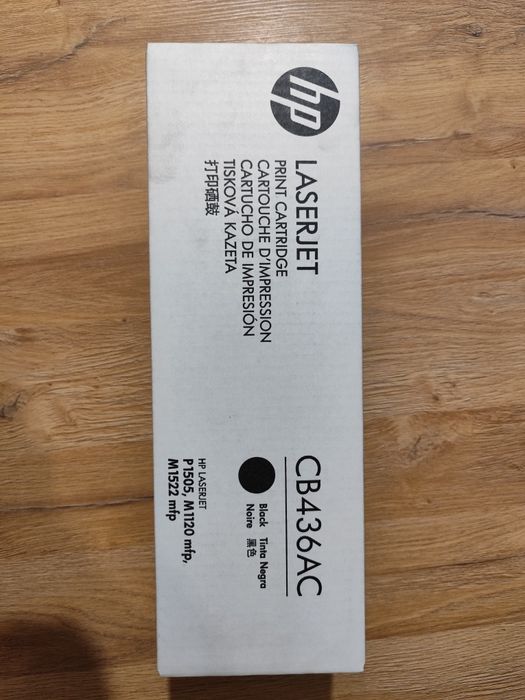 hp
LASERJET
PRINT CARTRIDGE
CARTOUCHE D'IMPRESSION
CARTUCHO DE IMPRESIÓN
TISKOVÁ KAZETA
打印硒鼓
CB436AC
Black Tinta Negra
Noire 黑色
HP LASERJET
P1505, M1120 mfp,
M1522 mfp